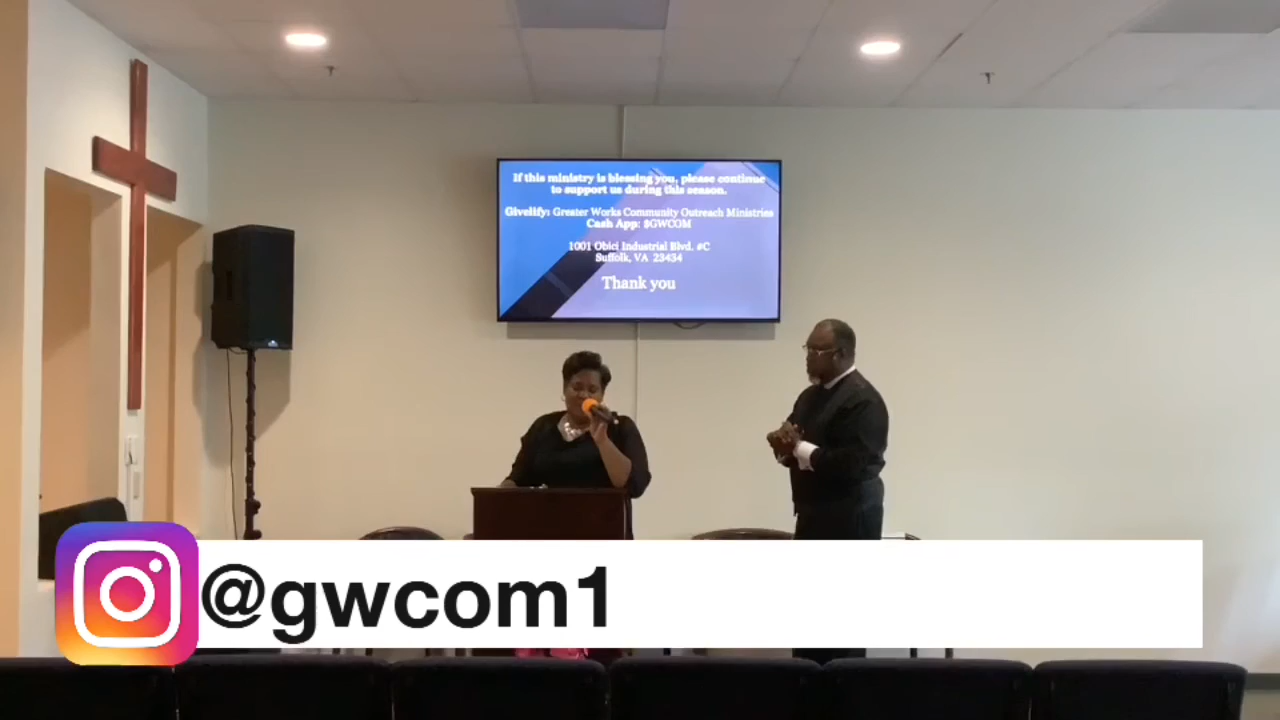 If this ministry is blessing you, please continue
to support us during this season.
Givelify: Greater Works Community Outreach Ministries
Cash App: $GWCOM
1001 Obici Industrial Blvd. #C
Suffolk, VA 23434
Thank you
@gwcom1